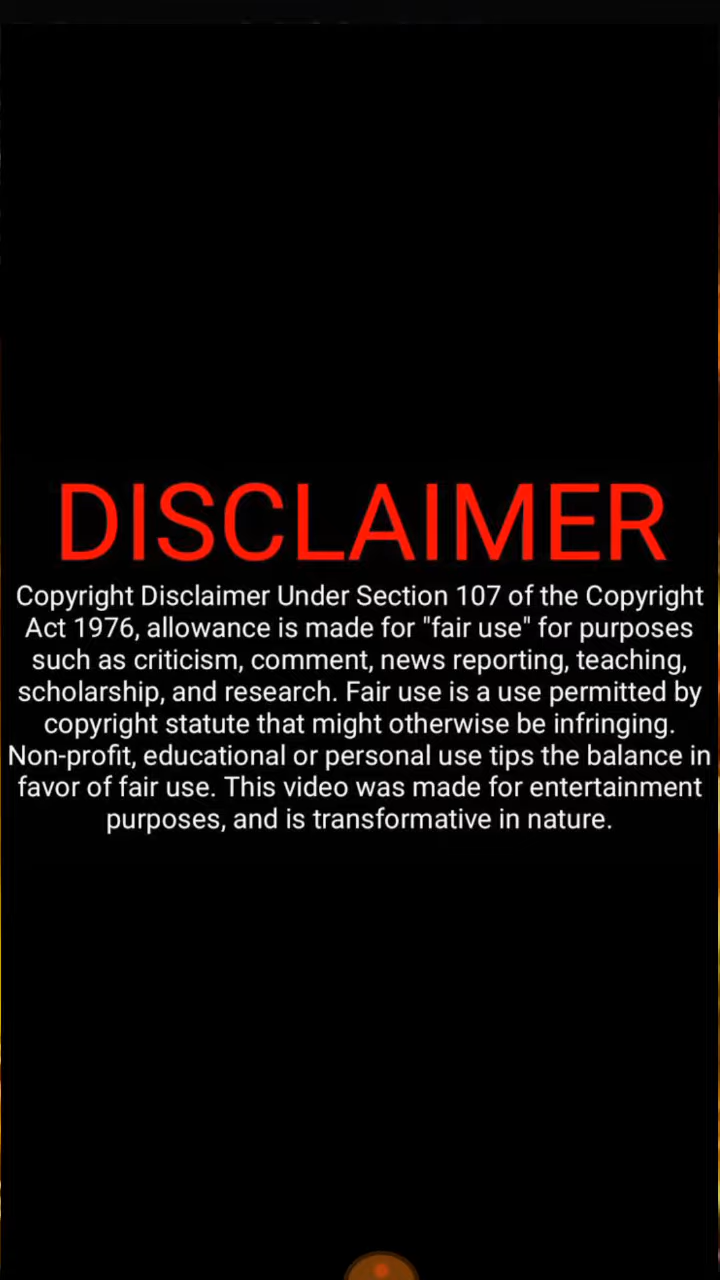 DISCLAIMER
Copyright Disclaimer Under Section 107 of the Copyright
Act 1976, allowance is made for "fair use" for purposes
such as criticism, comment, news reporting, teaching,
scholarship, and research. Fair use is a use permitted by
copyright statute that might otherwise be infringing.
Non-profit, educational or personal use tips the balance in
favor of fair use. This video was made for entertainment
purposes, and is transformative in nature.